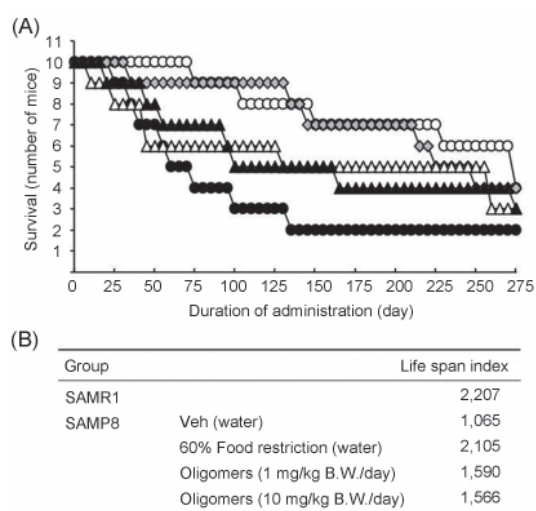 (A)
11
10
9
8
7
6
5
4
3
2
1
Survival (number of mice)
0 25 50 75 100 125 150 175 200 225 250 275
Duration of administration (day)
(B)
Group Life span index
SAMR1 2,207
SAMP8 Veh (water) 1,065
60% Food restriction (water) 2,105
Oligomers (1 mg/kg B.W./day) 1,590
Oligomers (10 mg/kg B.W./day) 1,566